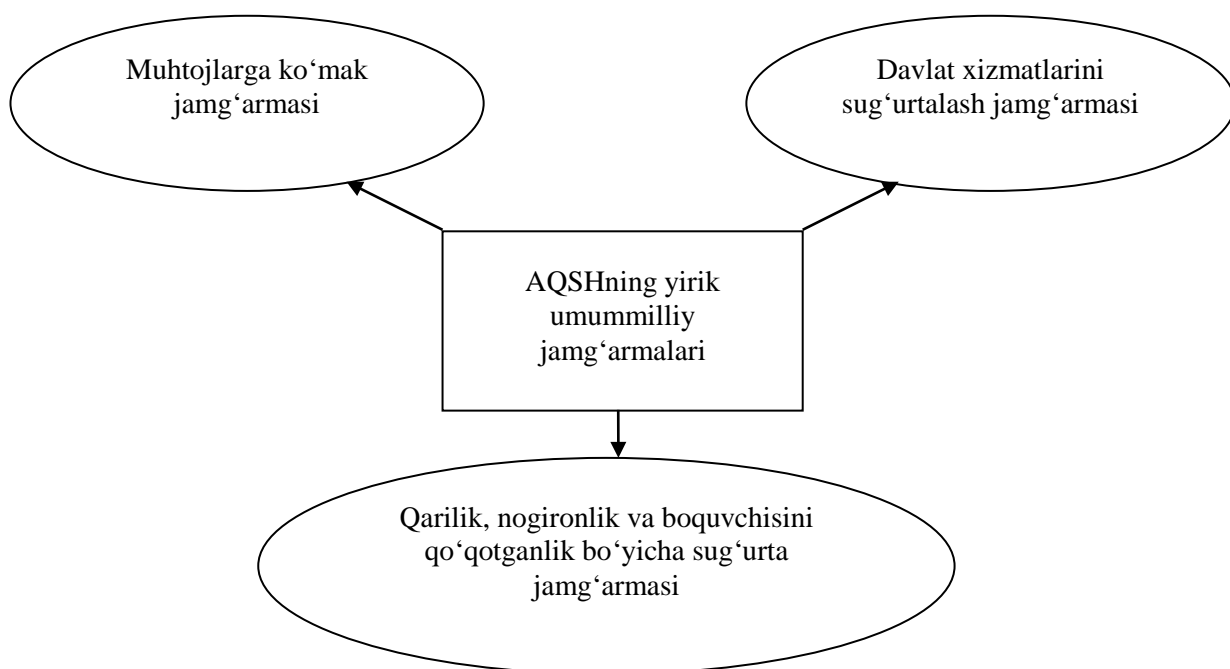 Muhtojlarga ko‘mak
jamg‘armasi
Davlat xizmatlarini
sug‘urtalash jamg‘armasi
AQSHning yirik
umummilliy
jamg‘armalari
Qarilik, nogironlik va boquvchisini
qo‘qotganlik bo‘yicha sug‘urta
jamg‘armasi